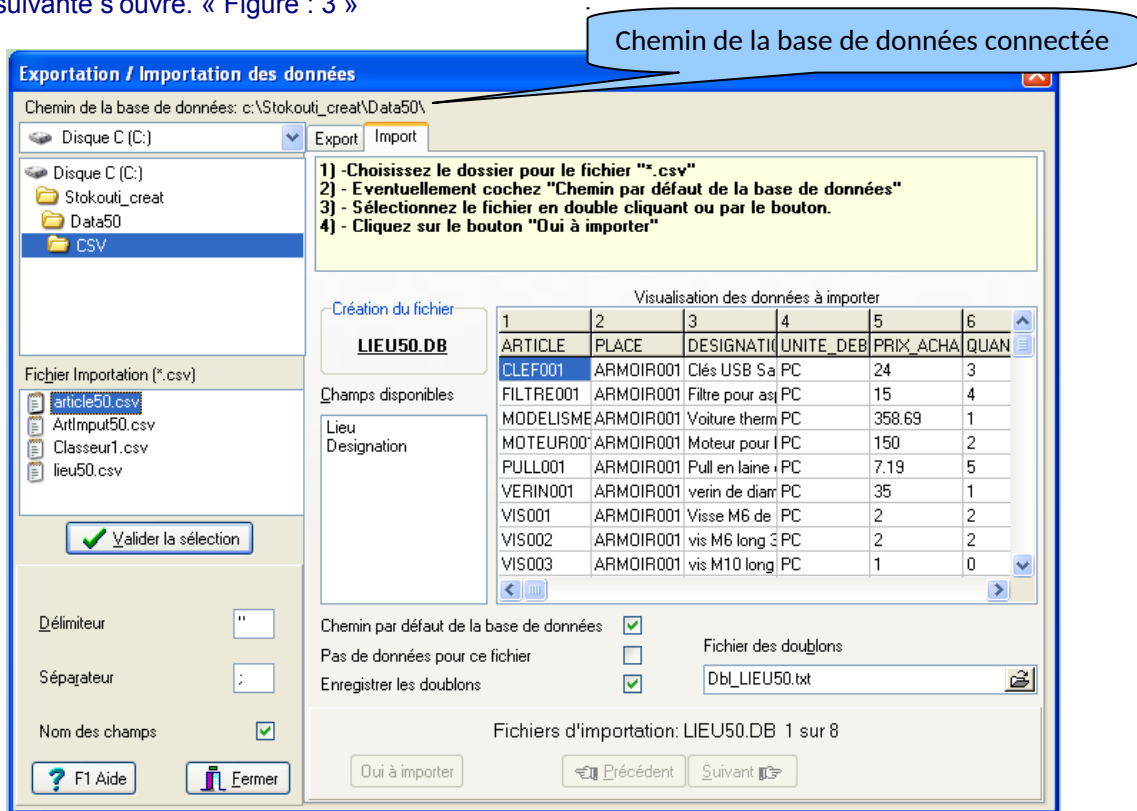 suivante s'ouvre. « Figure : 3 »
Chemin de la base de données connectée
Exportation / Importation des données
Chemin de la base de données: c:\Stokouti_creat\Data50\
Disque C (C:)
Export Import
Disque C (C:)
Stokouti_creat
Data50
CSV
1) -Choisissez le dossier pour le fichier "*.csv"
2) - Eventuellement cochez "Chemin par défaut de la base de données"
3) - Sélectionnez le fichier en double cliquant ou par le bouton.
4) - Cliquez sur le bouton "Oui à importer"
Création du fichier
LIEU50.DB
Champs disponibles
Lieu
Designation
Visualisation des données à importer
1 2 3 4 5 6
ARTICLE PLACE DESIGNATI UNITE_DEB PRIX_ACHA QUAN
CLEF001 ARMOIR001 Clés USB Sa PC 24 3
FILTRE001 ARMOIR001 Filtre pour as PC 15 4
MODELISME ARMOIR001 Voiture therm PC 358.69 1
MOTEUR00 ARMOIR001 Moteur pour PC 150 2
PULL001 ARMOIR001 Pull en laine PC 7.19 5
VERIN001 ARMOIR001 verin de diam PC 35 1
VIS001 ARMOIR001 Visse M6 de PC 2 2
VIS002 ARMOIR001 vis M6 long 3 PC 2 2
VIS003 ARMOIR001 vis M10 long PC 1 0
Fichier Importation (*.csv)
article50.csv
ArtImput50.csv
Classeur1.csv
lieu50.csv
Valider la sélection
Délimiteur "
Séparateur ;
Nom des champs
F1 Aide Fermer
Chemin par défaut de la base de données
Pas de données pour ce fichier
Enregistrer les doublons
Fichier des doublons
Dbl_LIEU50.txt
Fichiers d'importation: LIEU50.DB 1 sur 8
Oui à importer Précédent Suivant